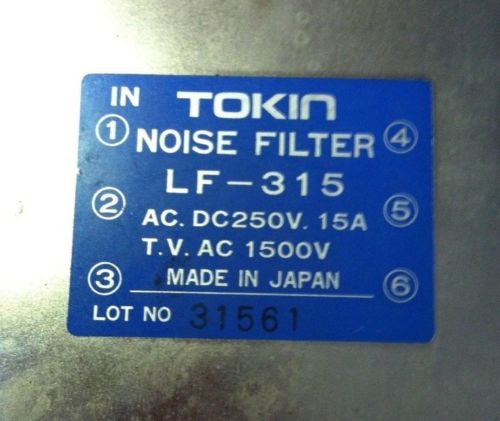 IN TOKIN
① NOISE FILTER ④
LF-315
② AC. DC250V. 15A ⑤
T.V. AC 1500V
③ MADE IN JAPAN ⑥
LOT NO 31561